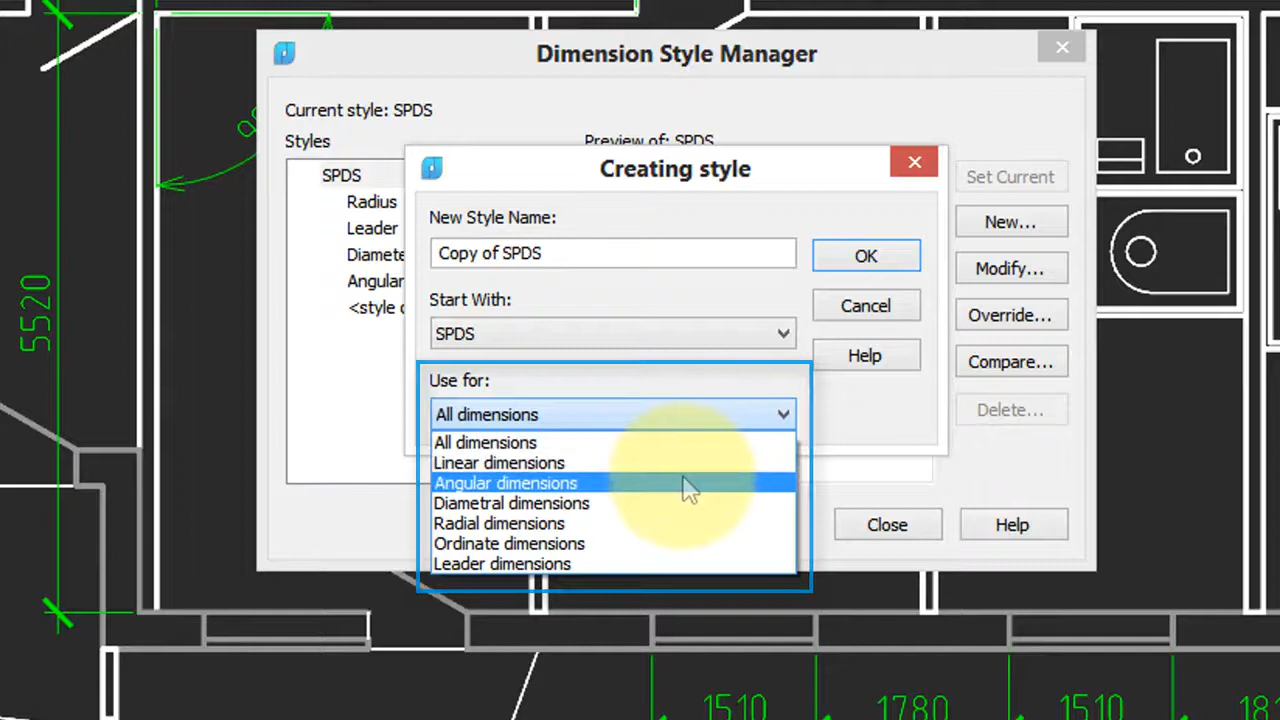 Dimension Style Manager
Current style: SPDS
Styles
Preview of: SPDS
SPDS
Radius
Leader
Diamete
Angular
<style
Creating style
New Style Name:
Copy of SPDS
Start With:
SPDS
Use for:
All dimensions
All dimensions
Linear dimensions
Angular dimensions
Diametral dimensions
Radial dimensions
Ordinate dimensions
Leader dimensions
OK
Cancel
Help
Set Current
New...
Modify...
Override...
Compare...
Delete...
Close
Help
5520
1510
1780
1510